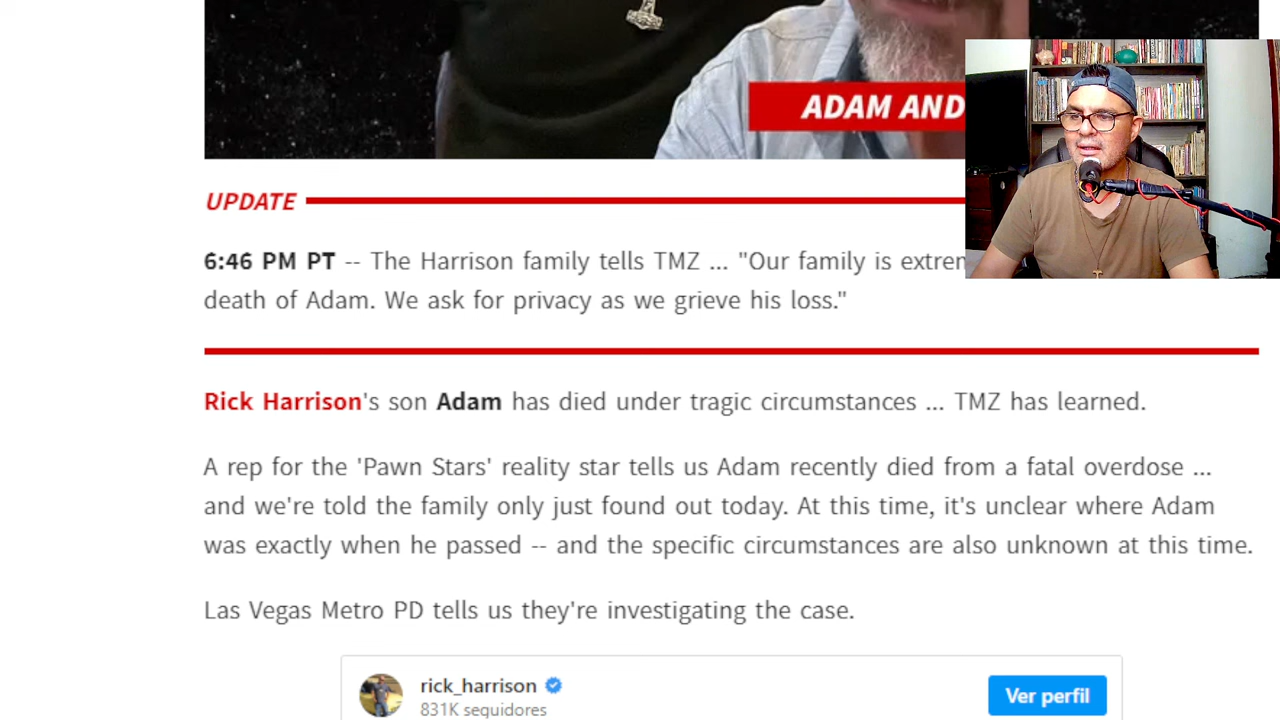 ADAM AND
UPDATE
6:46 PM PT -- The Harrison family tells TMZ ... "Our family is
death of Adam. We ask for privacy as we grieve his loss."
Rick Harrison's son Adam has died under tragic circumstances ... TMZ has learned.
A rep for the 'Pawn Stars' reality star tells us Adam recently died from a fatal overdose ...
and we're told the family only just found out today. At this time, it's unclear where Adam
was exactly when he passed -- and the specific circumstances are also unknown at this time.
Las Vegas Metro PD tells us they're investigating the case.
rick_harrison
Ver perfil
831K seguidores